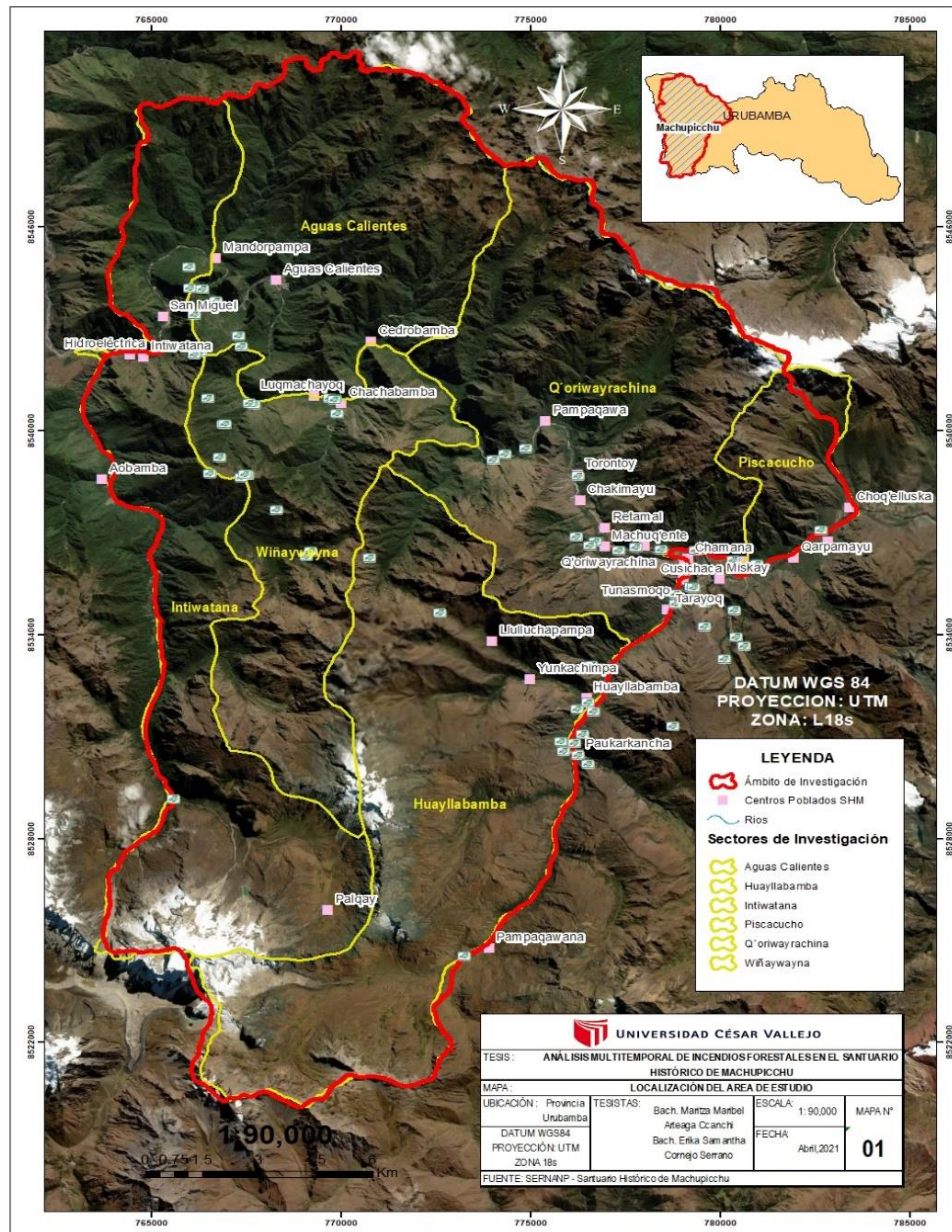 765000 770000 775000 780000 785000
8546000
8540000
8534000
8528000
8522000
N
W E
S
URUBAMBA
Machupicchu
Aguas Calientes
Mandorpampa
Aguas Calientes
San Miguel
Hidroeléctrica
Intiwatana
Cedrobamba
Luqmachayoq
Chachabamba
Q´oriwayrachina
Pampaqawa
Piscacucho
Aobamba
Torontoy
Chakimayu
Choq'elluska
Retamal
Machuq'ente
Chamana
Qarpamayu
Q'oriwayrachina
Cusichaca
Miskay
Wiñaywayna
Tunasmoqo
Tarayoq
Intiwatana
Llulluchapampa
Yunkachimpa
Huayllabamba
Paukarkancha
Huayllabamba
Palqay
Pampaqawana
DATUM WGS 84
PROYECCION: UTM
ZONA: L18s
LEYENDA
Ámbito de Investigación
Centros Poblados SHM
Rios
Sectores de Investigación
Aguas Calientes
Huayllabamba
Intiwatana
Piscacucho
Q´oriwayrachina
Wiñaywayna
1:90,000
0 0.75 1.5 3 4.5 6
Km
UNIVERSIDAD CÉSAR VALLEJO
TESIS : ANÁLISIS MULTITEMPORAL DE INCENDIOS FORESTALES EN EL SANTUARIO
HISTÓRICO DE MACHUPICCHU
MAPA : LOCALIZACIÓN DEL AREA DE ESTUDIO
UBICACIÓN : Provincia
Urubamba
DATUM WGS84
PROYECCIÓN: UTM
ZONA 18s
TESISTAS: Bach. Maritza Maribel
Arteaga Ccanchi
Bach. Erika Samantha
Cornejo Serrano
ESCALA: 1: 90,000
FECHA: Abril,2021
MAPA N°
01
FUENTE: SERNANP - Santuario Histórico de Machupicchu